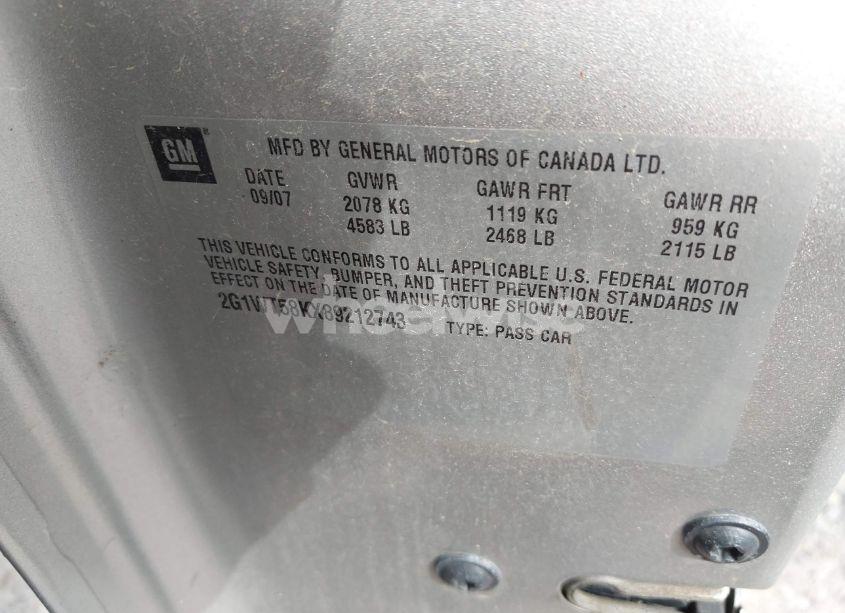 GM
MFD BY GENERAL MOTORS OF CANADA LTD.
DATE GVWR GAWR FRT GAWR RR
09/07 2078 KG 1119 KG 959 KG
4583 LB 2468 LB 2115 LB
THIS VEHICLE CONFORMS TO ALL APPLICABLE U.S. FEDERAL MOTOR
VEHICLE SAFETY, BUMPER, AND THEFT PREVENTION STANDARDS IN
EFFECT ON THE DATE OF MANUFACTURE SHOWN ABOVE.
2G1WT58KX89212743 TYPE: PASS CAR
wheelwise